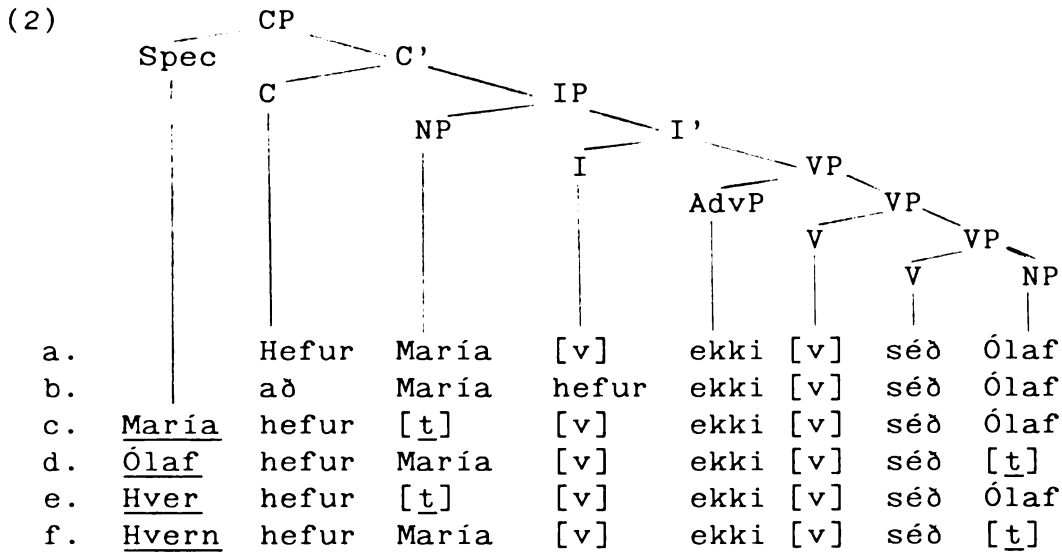 (2) CP
Spec C'
C IP
NP I'
I VP
AdvP VP
V VP
V NP
a. Hefur María [v] ekki [v] séð Ólaf
b. að María hefur ekki [v] séð Ólaf
c. María hefur [t] [v] ekki [v] séð Ólaf
d. Ólaf hefur María [v] ekki [v] séð [t]
e. Hver hefur [t] [v] ekki [v] séð Ólaf
f. Hvern hefur María [v] ekki [v] séð [t]